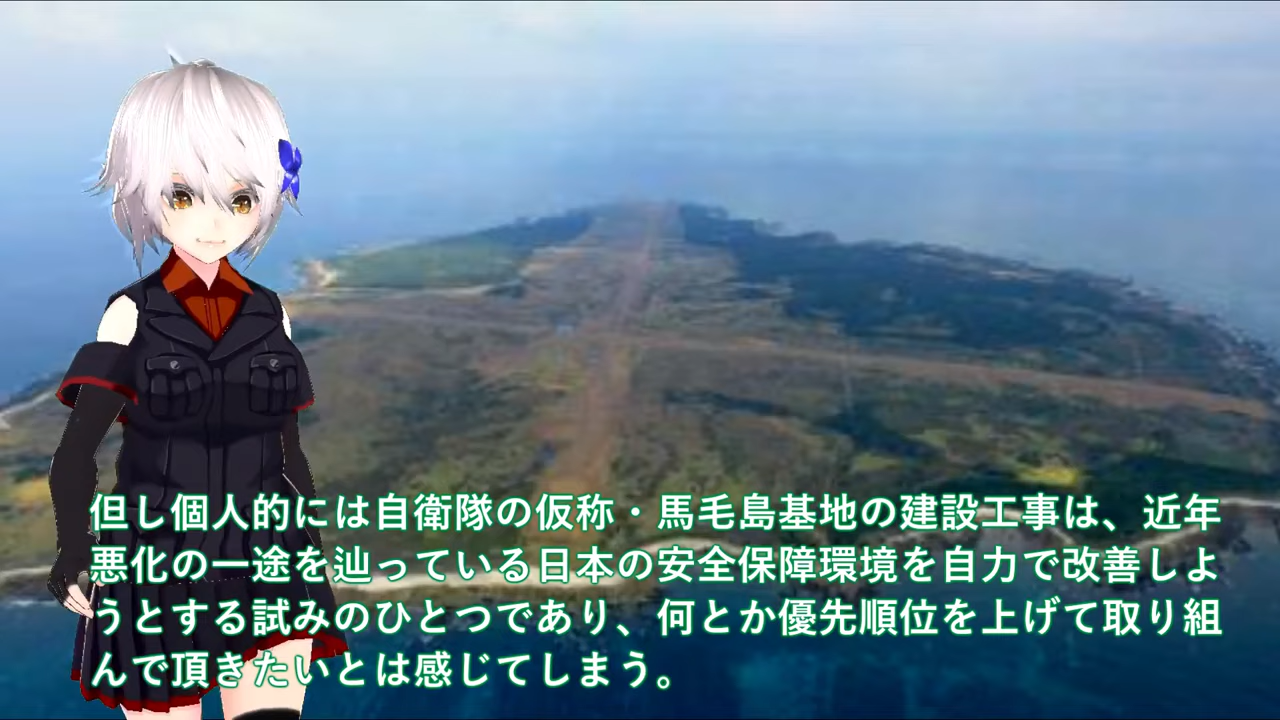 但し個人的には自衛隊の仮称・馬毛島基地の建設工事は、近年
悪化の一途を辿っている日本の安全保障環境を自力で改善しよ
うとする試みのひとつであり、何とか優先順位を上げて取り組
んで頂きたいとは感じてしまう。